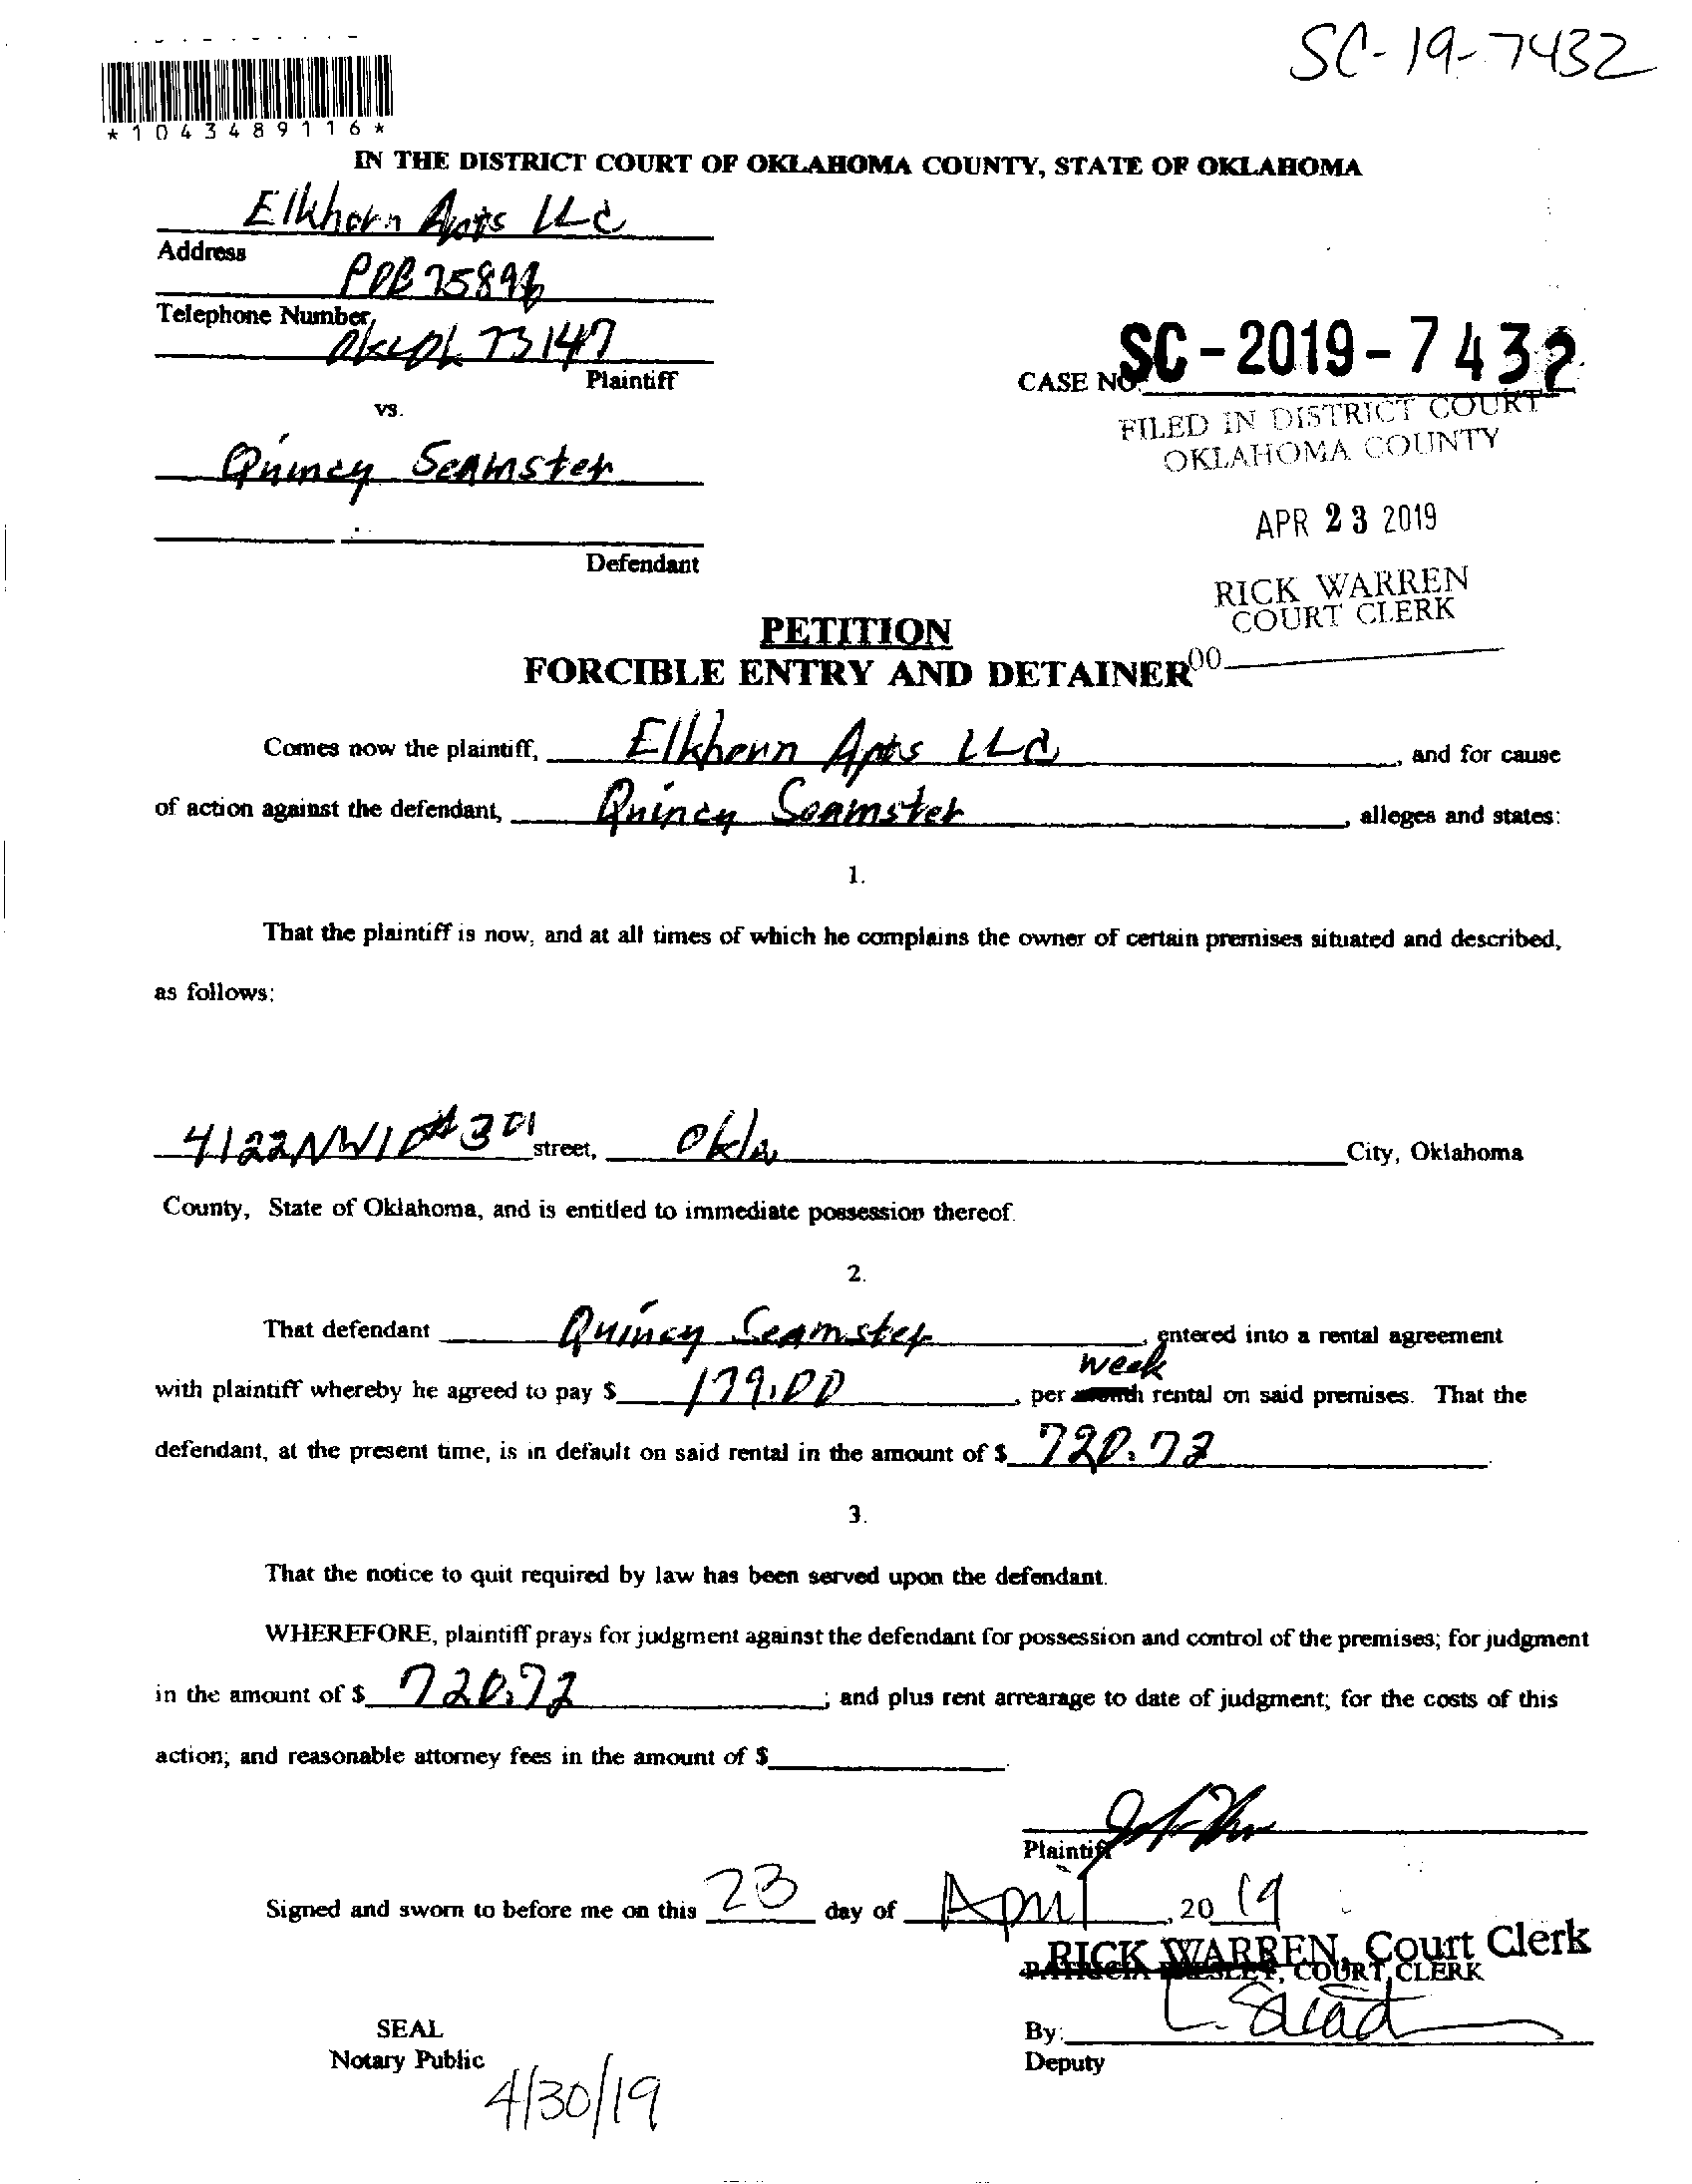 SC-19-7432
*1043489116*
IN THE DISTRICT COURT OF OKLAHOMA COUNTY, STATE OF OKLAHOMA
Elkhorn Apts LLC
Address
POB 75896
Telephone Number
Okc Ok 73147
Plaintiff
vs.
CASE NO. SC-2019-7432
FILED IN DISTRICT COURT
OKLAHOMA COUNTY
Quincy Seamster
APR 23 2019
Defendant
RICK WARREN
COURT CLERK
PETITION
FORCIBLE ENTRY AND DETAINER
Comes now the plaintiff, Elkhorn Apts LLC, and for cause
of action against the defendant, Quincy Seamster, alleges and states:
1.
That the plaintiff is now, and at all times of which he complains the owner of certain premises situated and described,
as follows:
4122 NW 10 #301 street, Okla City, Oklahoma
County, State of Oklahoma, and is entitled to immediate possession thereof.
2.
That defendant Quincy Seamster, entered into a rental agreement
week
with plaintiff whereby he agreed to pay $ 179.00, per month rental on said premises. That the
defendant, at the present time, is in default on said rental in the amount of $ 720.72.
3.
That the notice to quit required by law has been served upon the defendant.
WHEREFORE, plaintiff prays for judgment against the defendant for possession and control of the premises; for judgment
in the amount of $ 720.72; and plus rent arrearage to date of judgment; for the costs of this
action; and reasonable attorney fees in the amount of $
Plaintiff
Signed and sworn to before me on this 23 day of April, 20 19
RICK WARREN, Court Clerk
PATRICIA PRESLEY, COURT CLERK
SEAL
By:
Notary Public
Deputy
4/30/19